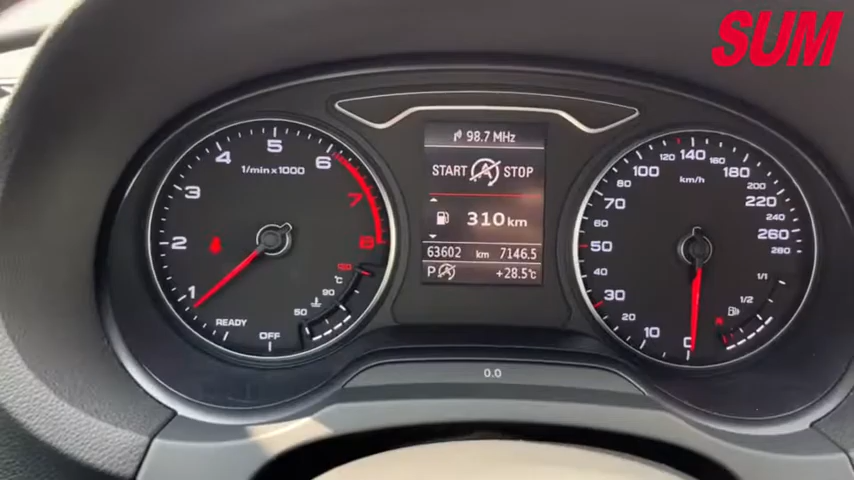 SUM
98.7 MHz
START STOP
310 km
63602 km 7146.5
P +28.5°C
1/min x 1000
1
2
3
4
5
6
7
8
READY
OFF
50
90
°C
km/h
0
10
20
30
40
50
60
70
80
100
120
140
160
180
200
220
240
260
280
1/1
1/2
0.0